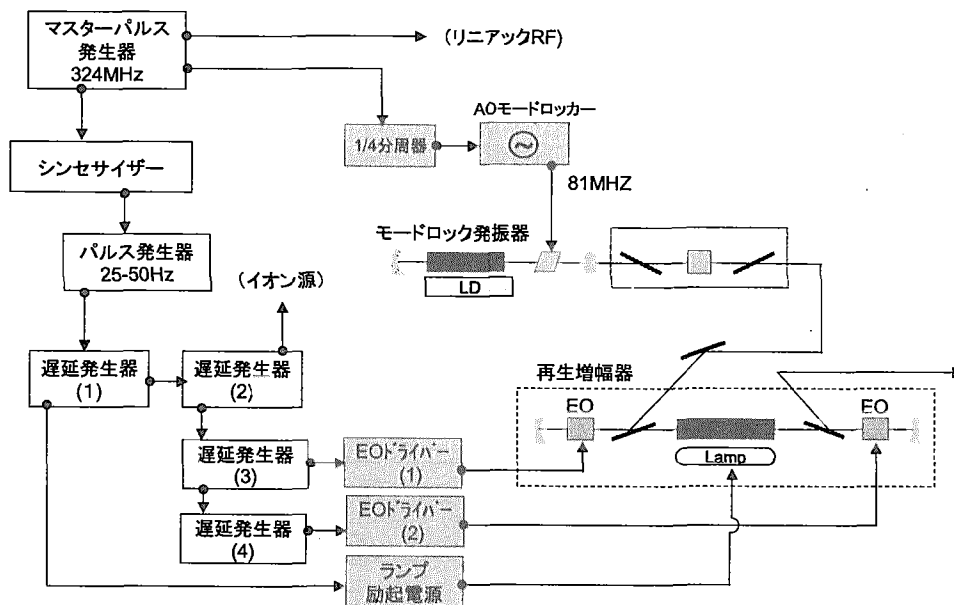 マスターパルス
発生器
324MHz
(リニアックRF)
AOモードロッカー
1/4分周器
81MHZ
シンセサイザー
パルス発生器
25-50Hz
モードロック発振器
LD
(イオン源)
遅延発生器
(1)
遅延発生器
(2)
再生増幅器
EO
EO
Lamp
遅延発生器
(3)
EOドライバー
(1)
遅延発生器
(4)
EOドライバー
(2)
ランプ
励起電源